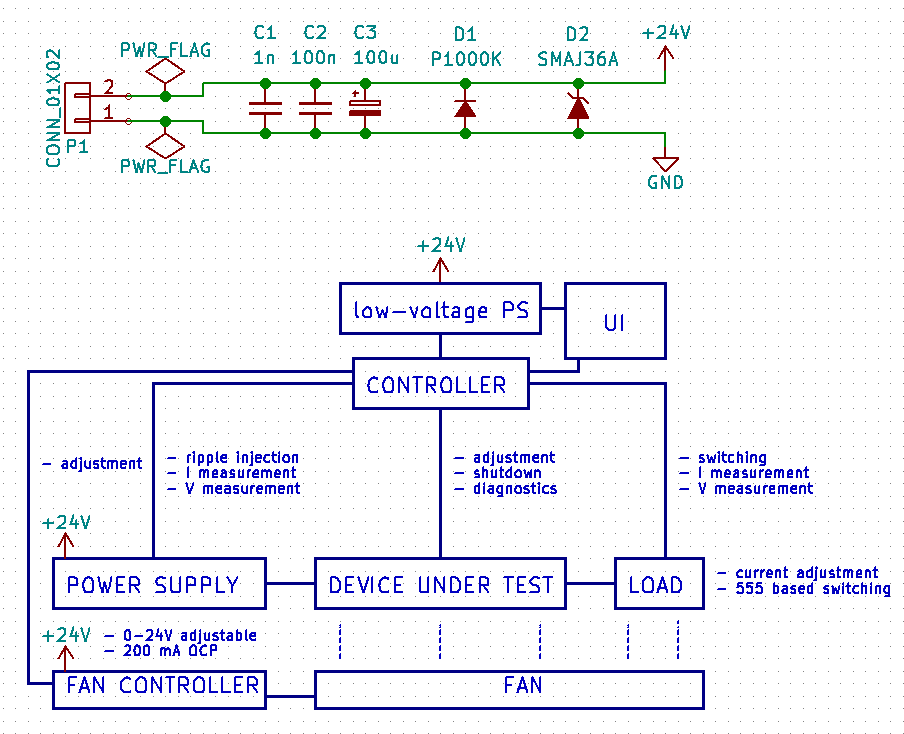 C1 C2 C3 D1 D2 +24V
1n 100n 100u P1000K SMAJ36A
PWR_FLAG
CONN_01X02
2
1
P1
PWR_FLAG
GND
+24V
low-voltage PS
UI
CONTROLLER
- adjustment
- ripple injection
- I measurement
- V measurement
- adjustment
- shutdown
- diagnostics
- switching
- I measurement
- V measurement
+24V
POWER SUPPLY
DEVICE UNDER TEST
LOAD
- current adjustment
- 555 based switching
+24V
- 0-24V adjustable
- 200 mA OCP
FAN CONTROLLER
FAN